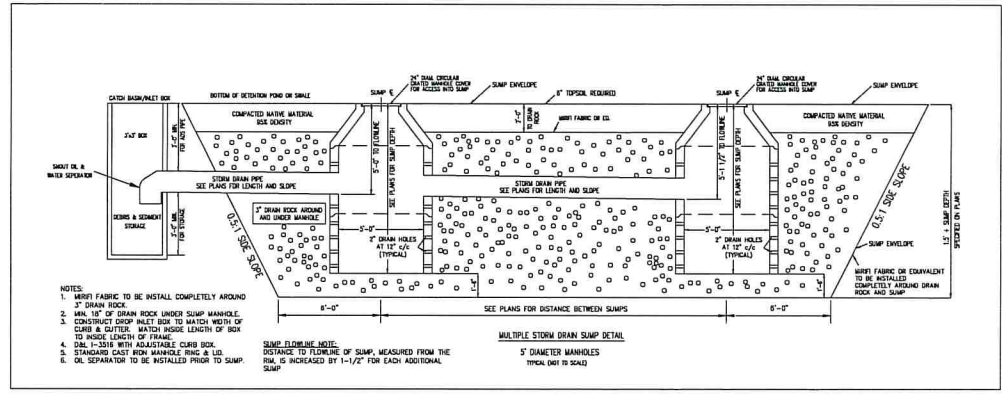 24" DIAM. CIRCULAR
GRATED MANHOLE COVER
FOR ACCESS INTO SUMP
SUMP ℄
SUMP ENVELOPE
6" TOPSOIL REQUIRED
24" DIAM. CIRCULAR
GRATED MANHOLE COVER
FOR ACCESS INTO SUMP
SUMP ℄
SUMP ENVELOPE
CATCH BASIN/INLET BOX
BOTTOM OF DETENTION POND OR SWALE
COMPACTED NATIVE MATERIAL
95% DENSITY
TO DRAIN
ROCK
MIRIFI FABRIC OR EQ.
COMPACTED NATIVE MATERIAL
95% DENSITY
3'x3' BOX
3'-0" MIN.
FOR ADS PIPE
5'-0" TO FLOWLINE
SEE PLANS FOR SUMP DEPTH
5'-1 1/2" TO FLOWLINE
SEE PLANS FOR SUMP DEPTH
SNOUT OIL &
WATER SEPERATOR
STORM DRAIN PIPE
SEE PLANS FOR LENGTH AND SLOPE
STORM DRAIN PIPE
SEE PLANS FOR LENGTH AND SLOPE
DEBRIS & SEDIMENT
STORAGE
3'-0" MIN.
FOR STORAGE
0.5:1 SIDE SLOPE
3" DRAIN ROCK AROUND
AND UNDER MANHOLE
5'-0"
2" DRAIN HOLES
AT 12" c/c
(TYPICAL)
5'-0"
2" DRAIN HOLES
AT 12" c/c
(TYPICAL)
0.5:1 SIDE SLOPE
1.5' + SUMP DEPTH
SPECIFIED ON PLANS
SUMP ENVELOPE
MIRIFI FABRIC OR EQUIVALENT
TO BE INSTALLED
COMPLETELY AROUND DRAIN
ROCK AND SUMP
6'-0"
SEE PLANS FOR DISTANCE BETWEEN SUMPS
6'-0"
NOTES:
1. MIRIFI FABRIC TO BE INSTALL COMPLETELY AROUND
3" DRAIN ROCK.
2. MIN. 18" OF DRAIN ROCK UNDER SUMP MANHOLE.
3. CONSTRUCT DROP INLET BOX TO MATCH WIDTH OF
CURB & GUTTER. MATCH INSIDE LENGTH OF BOX
TO INSIDE LENGTH OF FRAME.
4. D&L I-3516 WITH ADJUSTABLE CURB BOX.
5. STANDARD CAST IRON MANHOLE RING & LID.
6. OIL SEPARATOR TO BE INSTALLED PRIOR TO SUMP.
SUMP FLOWLINE NOTE:
DISTANCE TO FLOWLINE OF SUMP, MEASURED FROM THE
RIM, IS INCREASED BY 1-1/2" FOR EACH ADDITIONAL
SUMP
MULTIPLE STORM DRAIN SUMP DETAIL
5' DIAMETER MANHOLES
TYPICAL (NOT TO SCALE)